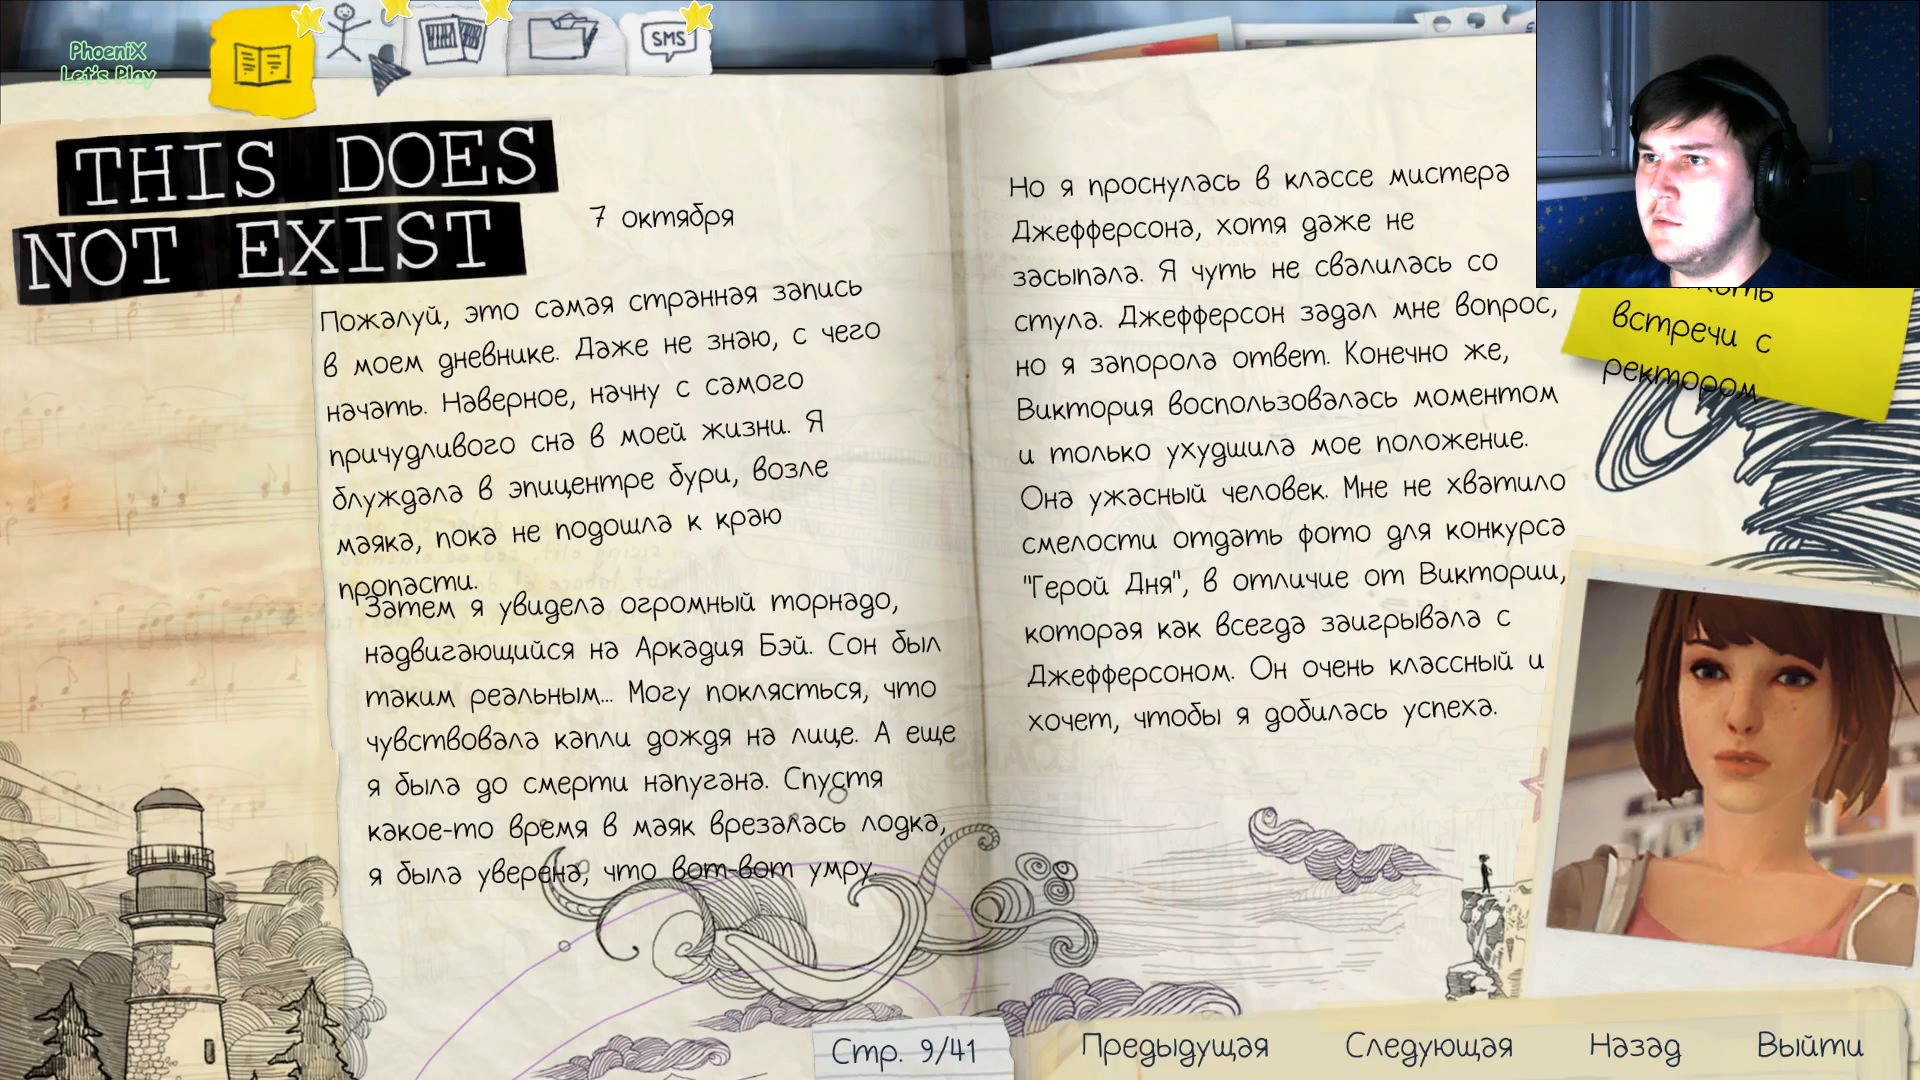 PhoeniX
Let's Play
SMS
THIS DOES
NOT EXIST
7 октября
Пожалуй, это самая странная запись
в моем дневнике. Даже не знаю, с чего
начать. Наверное, начну с самого
причудливого сна в моей жизни. Я
блуждала в эпицентре бури, возле
маяка, пока не подошла к краю
пропасти.
Затем я увидела огромный торнадо,
надвигающийся на Аркадия Бэй. Сон был
таким реальным... Могу поклясться, что
чувствовала капли дождя на лице. А еще
я была до смерти напугана. Спустя
какое-то время в маяк врезалась лодка,
я была уверена, что вот-вот умру.
Но я проснулась в классе мистера
Джефферсона, хотя даже не
засыпала. Я чуть не свалилась со
стула. Джефферсон задал мне вопрос,
но я запорола ответ. Конечно же,
Виктория воспользовалась моментом
и только ухудшила мое положение.
Она ужасный человек. Мне не хватило
смелости отдать фото для конкурса
"Герой Дня", в отличие от Виктории,
которая как всегда заигрывала с
Джефферсоном. Он очень классный и
хочет, чтобы я добилась успеха.
встречи с
ректором
Стр. 9/41
Предыдущая
Следующая
Назад
Выйти